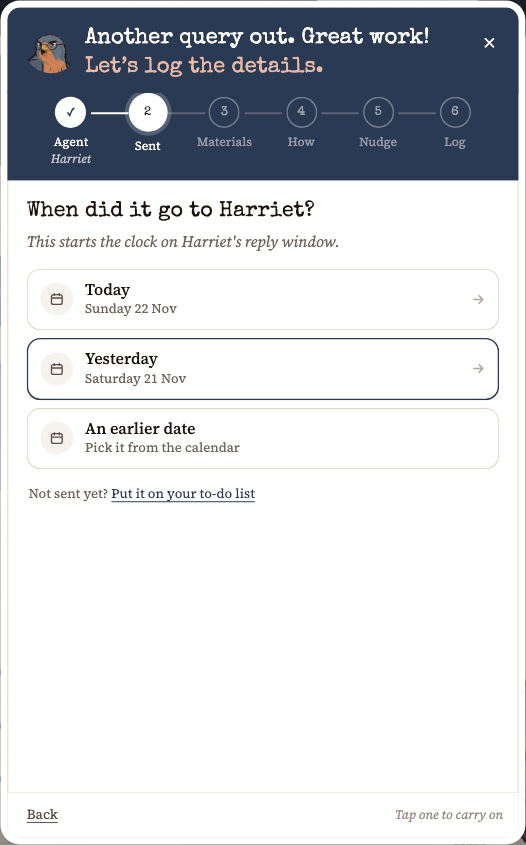 Another query out. Great work!
Let's log the details.
✕
✓ 2 3 4 5 6
Agent Sent Materials How Nudge Log
Harriet
When did it go to Harriet?
This starts the clock on Harriet's reply window.
Today
Sunday 22 Nov
→
Yesterday
Saturday 21 Nov
→
An earlier date
Pick it from the calendar
Not sent yet? Put it on your to-do list
Back
Tap one to carry on